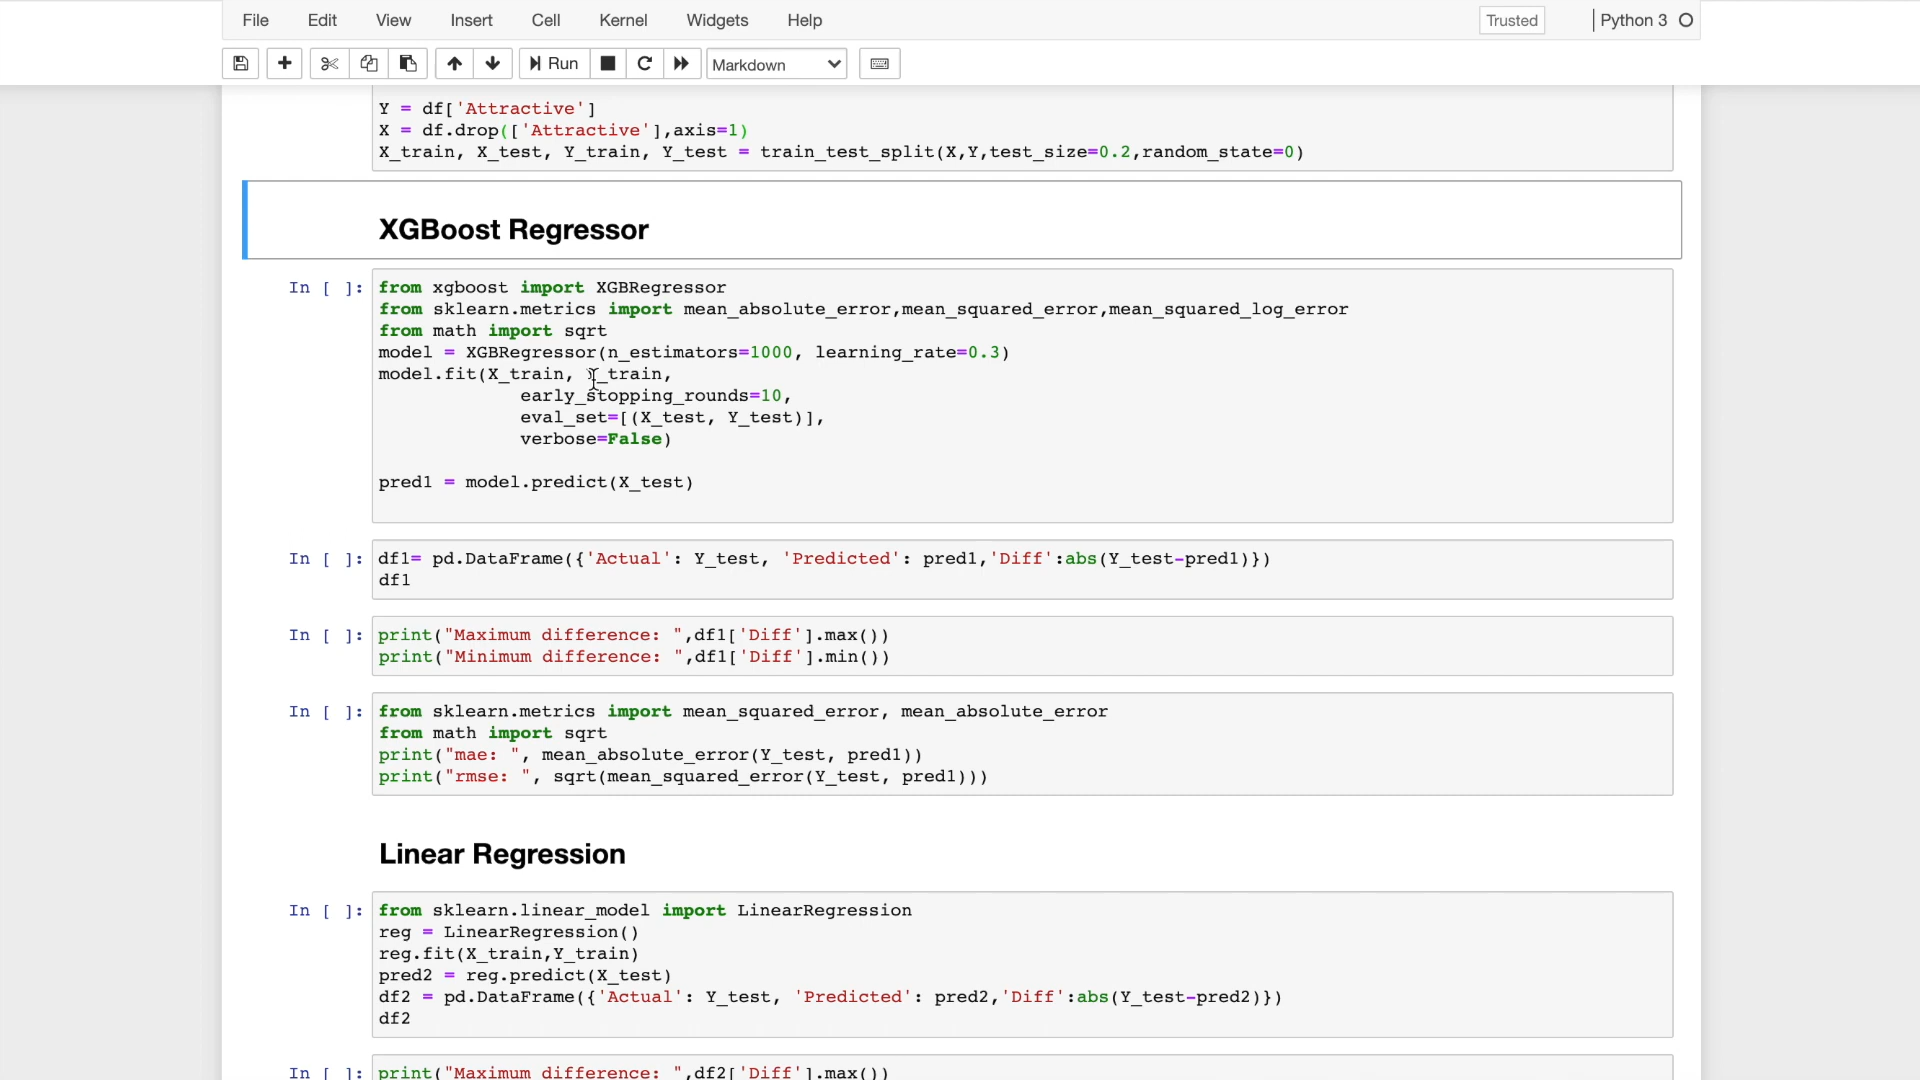 File Edit View Insert Cell Kernel Widgets Help Trusted Python 3
Run Markdown
Y = df['Attractive']
X = df.drop(['Attractive'],axis=1)
X_train, X_test, Y_train, Y_test = train_test_split(X,Y,test_size=0.2,random_state=0)
XGBoost Regressor
In [ ]: from xgboost import XGBRegressor
from sklearn.metrics import mean_absolute_error,mean_squared_error,mean_squared_log_error
from math import sqrt
model = XGBRegressor(n_estimators=1000, learning_rate=0.3)
model.fit(X_train, Y_train,
early_stopping_rounds=10,
eval_set=[(X_test, Y_test)],
verbose=False)
pred1 = model.predict(X_test)
In [ ]: df1= pd.DataFrame({'Actual': Y_test, 'Predicted': pred1,'Diff':abs(Y_test-pred1)})
df1
In [ ]: print("Maximum difference: ",df1['Diff'].max())
print("Minimum difference: ",df1['Diff'].min())
In [ ]: from sklearn.metrics import mean_squared_error, mean_absolute_error
from math import sqrt
print("mae: ", mean_absolute_error(Y_test, pred1))
print("rmse: ", sqrt(mean_squared_error(Y_test, pred1)))
Linear Regression
In [ ]: from sklearn.linear_model import LinearRegression
reg = LinearRegression()
reg.fit(X_train,Y_train)
pred2 = reg.predict(X_test)
df2 = pd.DataFrame({'Actual': Y_test, 'Predicted': pred2,'Diff':abs(Y_test-pred2)})
df2
In [ ]: print("Maximum difference: ",df2['Diff'].max())